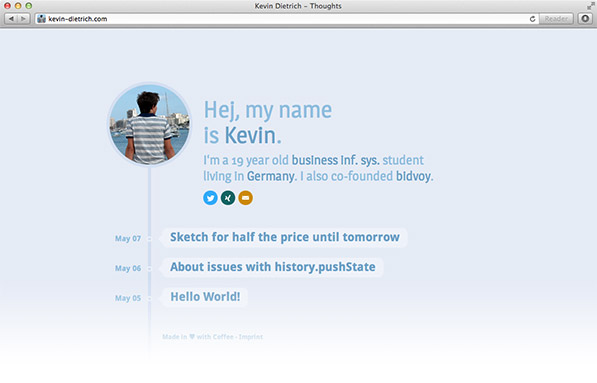 Kevin Dietrich – Thoughts
kevin-dietrich.com
Reader
Hej, my name
is Kevin.
I'm a 19 year old business inf. sys. student
living in Germany. I also co-founded bidvoy.
May 07
Sketch for half the price until tomorrow
May 06
About issues with history.pushState
May 05
Hello World!
Made in ♥ with Coffee · Imprint